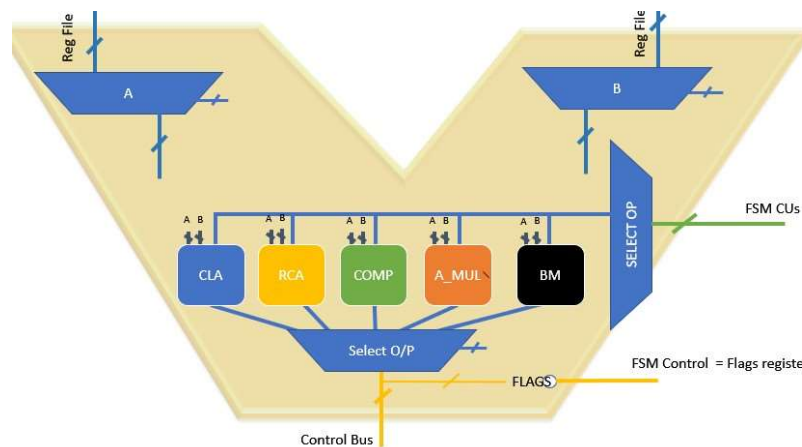 Reg File
Reg File
A
B
A B
A B
A B
A B
A B
CLA
RCA
COMP
A_MUL
BM
SELECT OP
FSM CUs
Select O/P
FLAGS
FSM Control = Flags registe
Control Bus